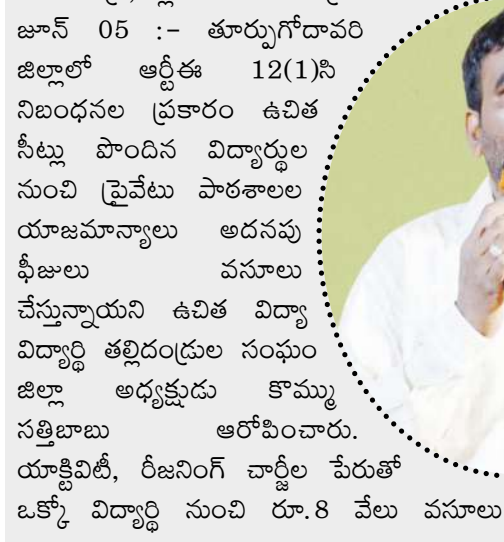 జూన్ 05 :- తూర్పుగోదావరి
జిల్లాలో ఆర్టీఈ 12(1)సి
నిబంధనల ప్రకారం ఉచిత
సీట్లు పొందిన విద్యార్థుల
నుంచి ప్రైవేటు పాఠశాలల
యాజమాన్యాలు అదనపు
ఫీజులు వసూలు
చేస్తున్నాయని ఉచిత విద్యా
విద్యార్థి తల్లిదండ్రుల సంఘం
జిల్లా అధ్యక్షుడు కొమ్ము
సత్తిబాబు ఆరోపించారు.
యాక్టివిటీ, రీజనింగ్ చార్జీల పేరుతో
ఒక్కో విద్యార్థి నుంచి రూ.8 వేలు వసూలు